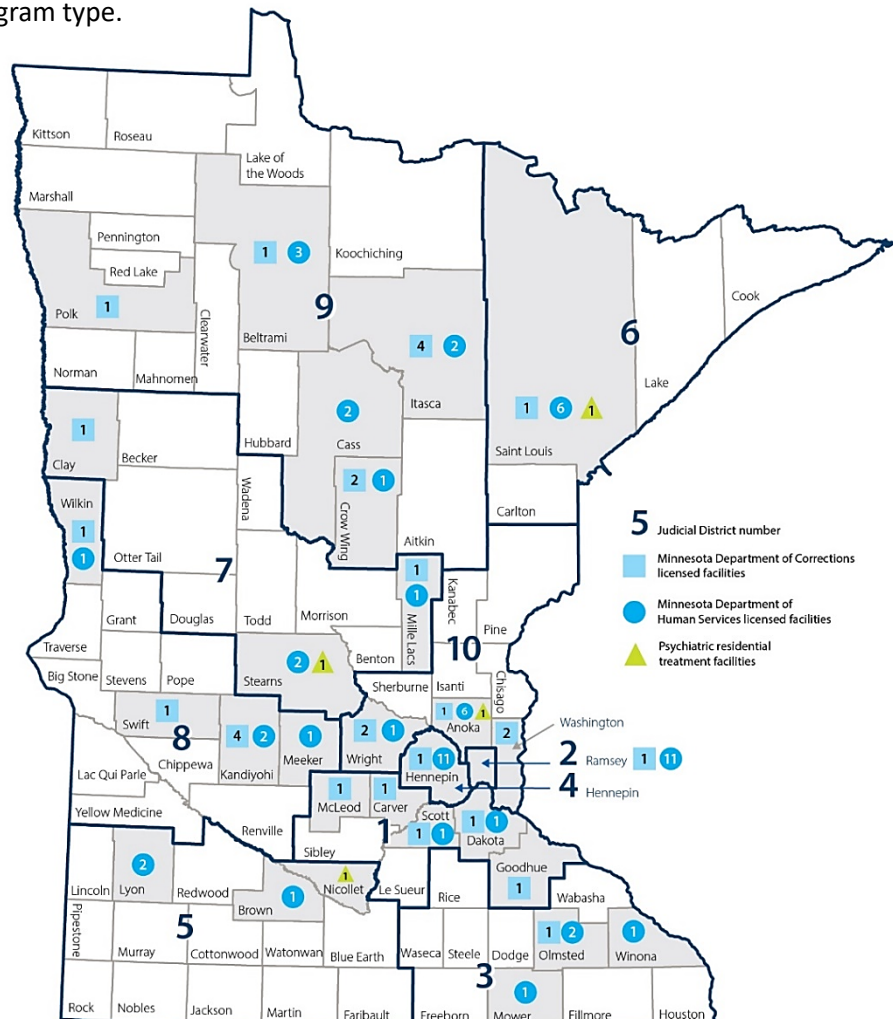 gram type.
Kittson
Roseau
Lake of
the Woods
Marshall
Pennington
Red Lake
1
3
Koochiching
Polk
1
Clearwater
9
Beltrami
Cook
6
Norman
Mahnomen
4
2
Itasca
Lake
1
6
1
Saint Louis
2
Cass
1
Clay
Becker
Hubbard
2
1
Crow Wing
Wadena
Wilkin
1
1
Otter Tail
7
Aitkin
Carlton
5 Judicial District number
Minnesota Department of Corrections
licensed facilities
Minnesota Department of
Human Services licensed facilities
Psychiatric residential
treatment facilities
1
1
Mille Lacs
Kanabec
Pine
Grant
Douglas
Todd
Morrison
10
Traverse
Big Stone
Stevens
Pope
2
1
Stearns
Benton
Sherburne
Isanti
Chisago
1
6
1
Anoka
Swift
1
8
Chippewa
4
2
Kandiyohi
1
Meeker
2
1
Wright
2
Washington
2 Ramsey 1 11
4 Hennepin
1
11
Hennepin
Lac Qui Parle
Yellow Medicine
Renville
1
McLeod
1
Carver
1
Scott
1
1
1
1
Dakota
Sibley
Lincoln
2
Lyon
Redwood
1
Brown
1
Nicollet
Le Sueur
Rice
Goodhue
1
Wabasha
Pipestone
Murray
5
Cottonwood
Watonwan
Blue Earth
Waseca
Steele
Dodge
1
2
Olmsted
1
Winona
3
Rock
Nobles
Jackson
Martin
Faribault
Freeborn
1
Mower
Fillmore
Houston